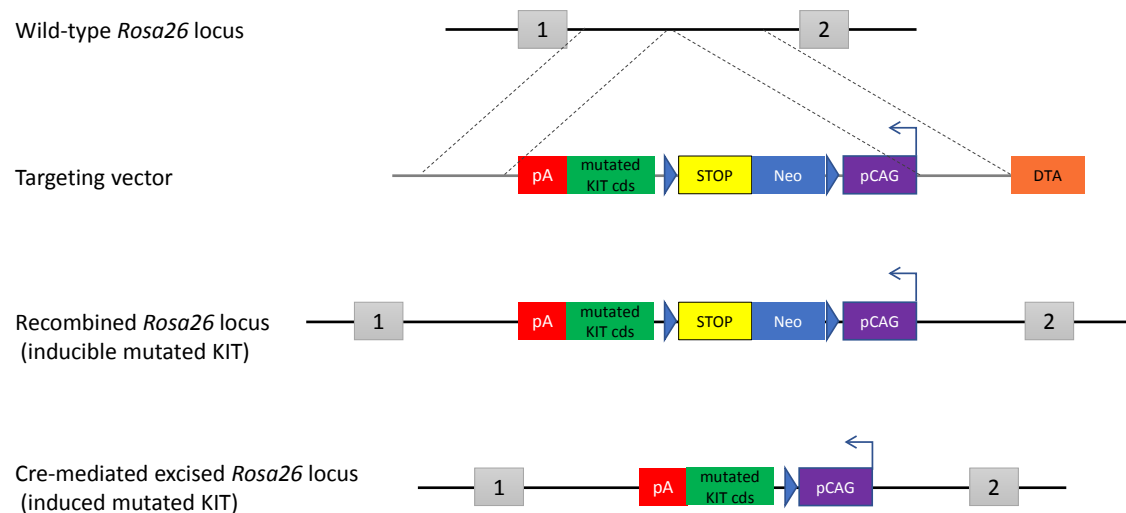 Wild-type Rosa26 locus
1
2
Targeting vector
pA
mutated
KIT cds
STOP
Neo
pCAG
DTA
Recombined Rosa26 locus
(inducible mutated KIT)
1
pA
mutated
KIT cds
STOP
Neo
pCAG
2
Cre-mediated excised Rosa26 locus
(induced mutated KIT)
1
pA
mutated
KIT cds
pCAG
2